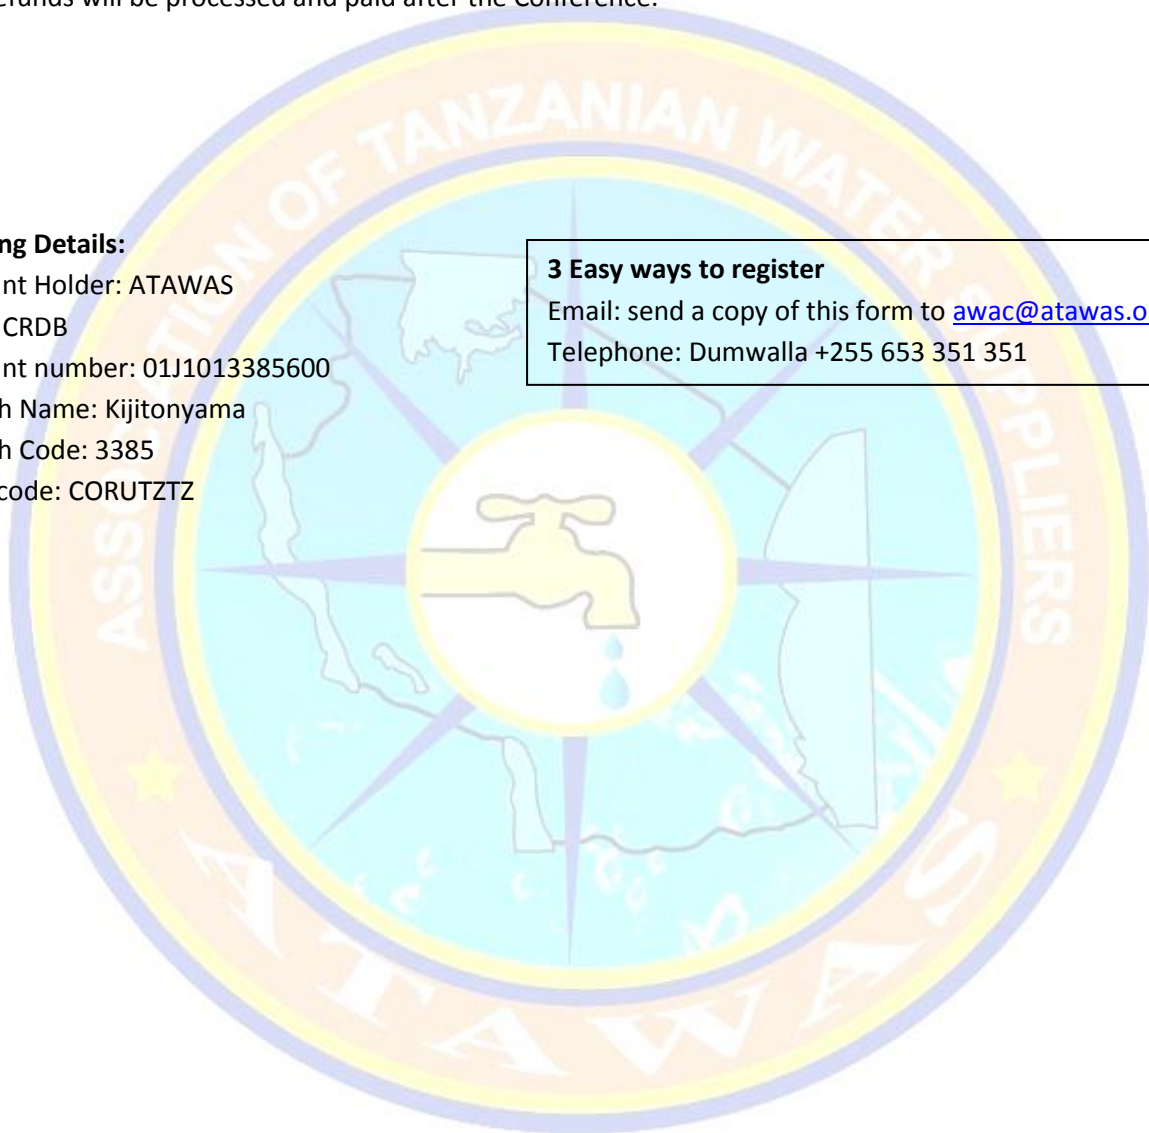 efunds will be processed and paid after the Conference.
ng Details:
nt Holder: ATAWAS
CRDB
nt number: 01J1013385600
h Name: Kijitonyama
h Code: 3385
code: CORUTZTZ
3 Easy ways to register
Email: send a copy of this form to awac@atawas.o
Telephone: Dumwalla +255 653 351 351
ASSOCIATION OF TANZANIAN WATER SUPPLIERS
ATAWAS